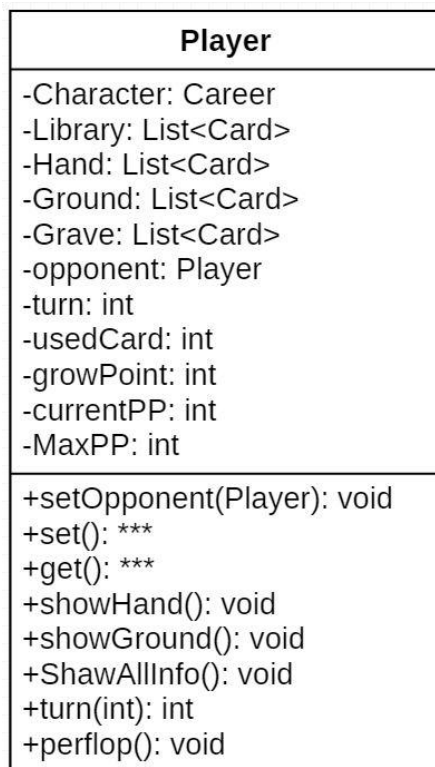 Player
-Character: Career
-Library: List<Card>
-Hand: List<Card>
-Ground: List<Card>
-Grave: List<Card>
-opponent: Player
-turn: int
-usedCard: int
-growPoint: int
-currentPP: int
-MaxPP: int
+setOpponent(Player): void
+set(): ***
+get(): ***
+showHand(): void
+showGround(): void
+ShawAllInfo(): void
+turn(int): int
+perflop(): void